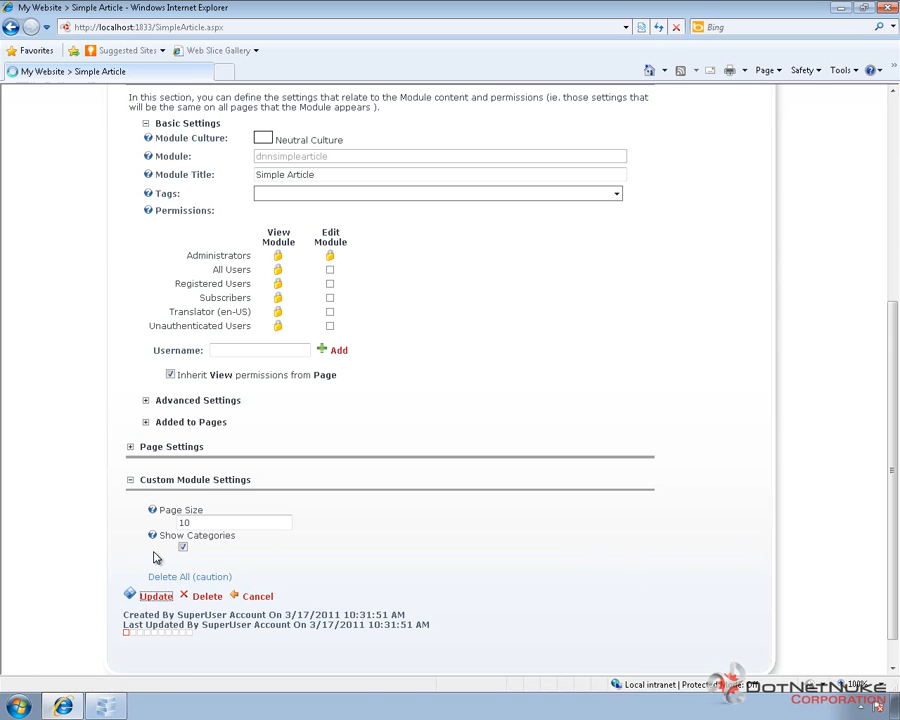 My Website > Simple Article - Windows Internet Explorer
http://localhost:1833/SimpleArticle.aspx
Bing
Favorites
Suggested Sites
Web Slice Gallery
My Website > Simple Article
Page
Safety
Tools
In this section, you can define the settings that relate to the Module content and permissions (ie. those settings that
will be the same on all pages that the Module appears ).
Basic Settings
Module Culture:
Neutral Culture
Module:
dnnsimplearticle
Module Title:
Simple Article
Tags:
Permissions:
View Module
Edit Module
Administrators
All Users
Registered Users
Subscribers
Translator (en-US)
Unauthenticated Users
Username:
Add
Inherit View permissions from Page
Advanced Settings
Added to Pages
Page Settings
Custom Module Settings
Page Size
10
Show Categories
Delete All (caution)
Update
Delete
Cancel
Created By SuperUser Account On 3/17/2011 10:31:51 AM
Last Updated By SuperUser Account On 3/17/2011 10:31:51 AM
Local intranet | Protected Mode: Off
100%
DotNetNuke
CORPORATION